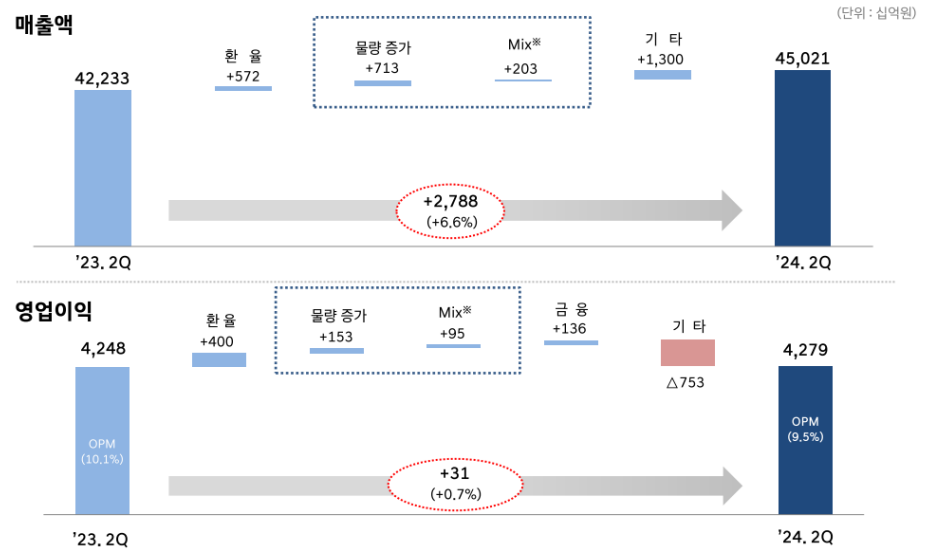 (단위 : 십억원)
매출액
42,233
환 율
+572
물량 증가
+713
Mix※
+203
기 타
+1,300
45,021
+2,788
(+6.6%)
’23. 2Q
’24. 2Q
영업이익
4,248
환 율
+400
물량 증가
+153
Mix※
+95
금 융
+136
기 타
△753
4,279
OPM
(10.1%)
OPM
(9.5%)
+31
(+0.7%)
’23. 2Q
’24. 2Q